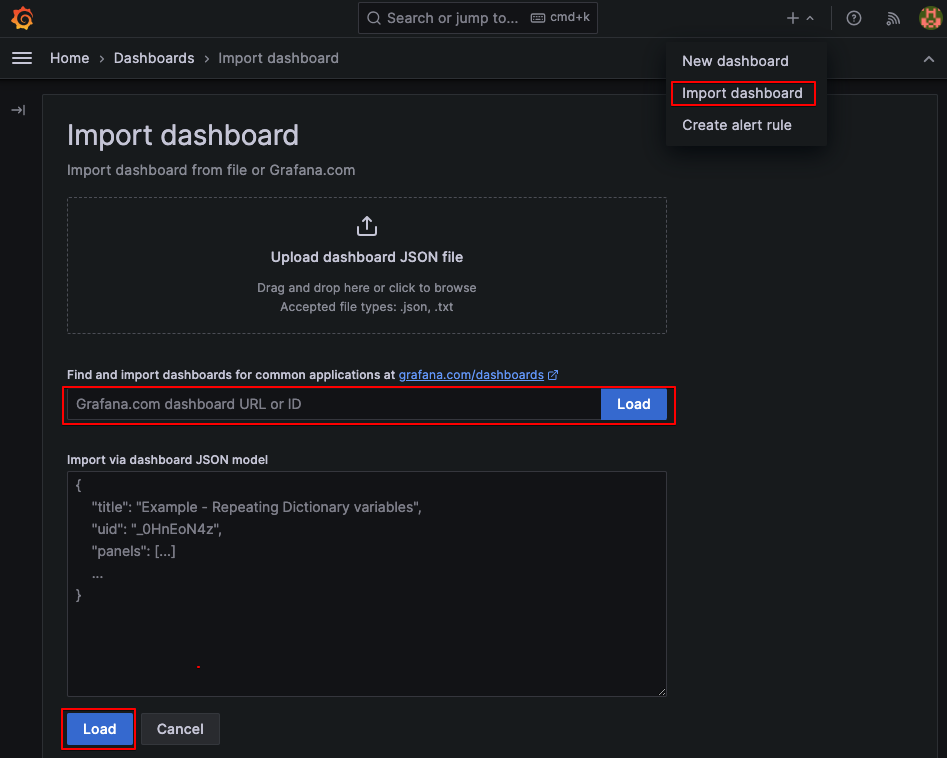 Search or jump to... cmd+k
Home › Dashboards › Import dashboard
New dashboard
Import dashboard
Create alert rule
Import dashboard
Import dashboard from file or Grafana.com
Upload dashboard JSON file
Drag and drop here or click to browse
Accepted file types: .json, .txt
Find and import dashboards for common applications at grafana.com/dashboards
Grafana.com dashboard URL or ID Load
Import via dashboard JSON model
{
"title": "Example - Repeating Dictionary variables",
"uid": "_0HnEoN4z",
"panels": [...]
...
}
Load Cancel